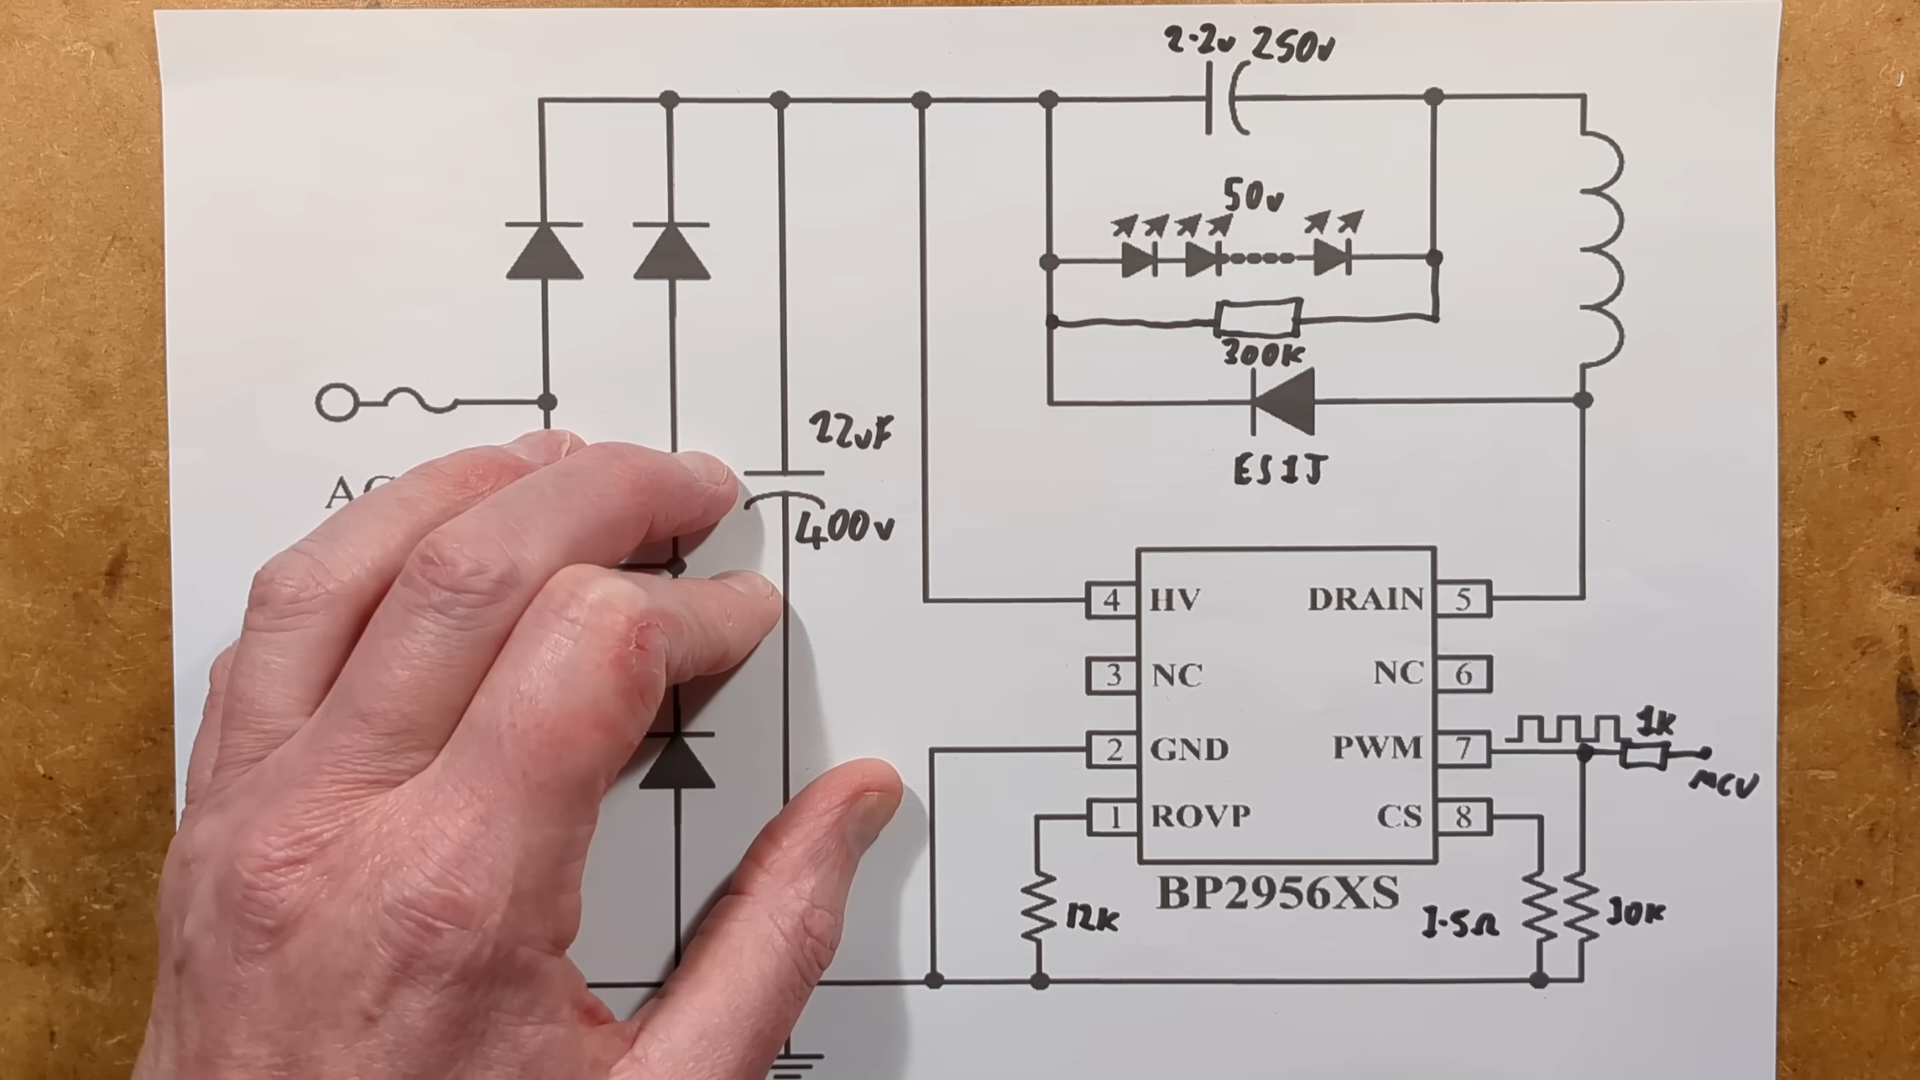 2.2u 250v
50v
300K
ES1J
22uF
400v
4 HV DRAIN 5
3 NC NC 6
2 GND PWM 7
1K
MCU
1 ROVP CS 8
BP2956XS
12K
1.5Ω
10K